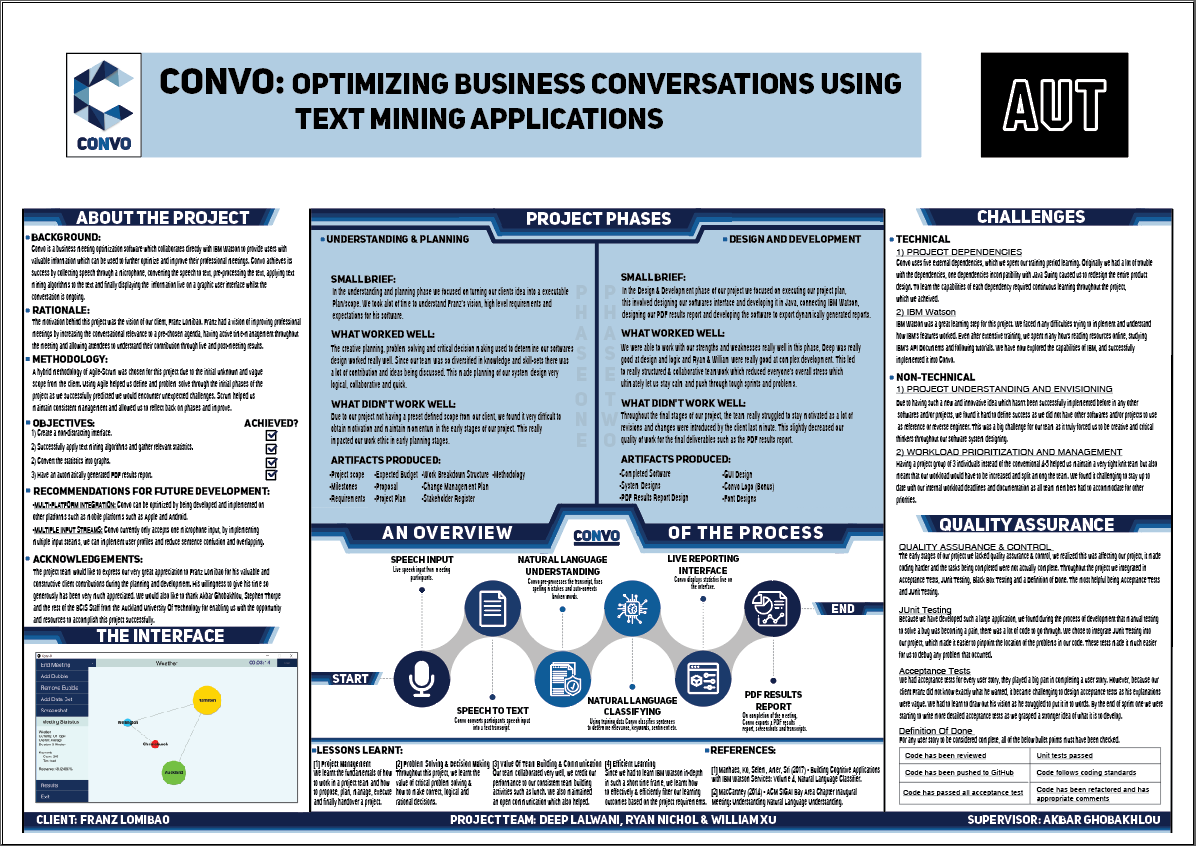 CONVO
CONVO: OPTIMIZING BUSINESS CONVERSATIONS USING
TEXT MINING APPLICATIONS
AUT
ABOUT THE PROJECT
BACKGROUND:
Convo is a business meeting optimization software which collaborates directly with IBM Watson to provide users with
valuable information which can be used to further optimize and improve their professional meetings. Convo achieves is
success by collecting speech through a microphone, converting the speech to text, pre-processing the text, applying text
mining algorithms to the text and finally displaying the information live on a graphic user interface whilst the
conversation is ongoing.
RATIONALE:
The motivation behind this project was the vision of our client, Franz Lomibao. Franz had a vision of improving professional
meetings by increasing the conversational relevance to a pre-chosen agenda, having active time-management throughout
the meeting and allowing attendees to understand their contribution through live and post-meeting results.
METHODOLOGY:
A hybrid methodology of Agile-Scrum was chosen for this project due to the initial unknown and vague
scope from the client. Using Agile helped us define and problem solve through the initial phases of the
project as we successfully predicted we would encounter unexpected challenges. Scrum helped us
maintain consistent management and allowed us to reflect back on phases and improve.
OBJECTIVES: ACHIEVED?
1) Create a non-distracting interface.
2) Successfully apply text mining algorithms and gather relevant statistics.
2) Convert the statistics into graphs.
3) Have an automatically generated PDF results report.
RECOMMENDATIONS FOR FUTURE DEVELOPMENT:
•MULTI-PLATFORM INTEGRATION: Convo can be optimized by being developed and implemented on
other platforms such as mobile platforms such as Apple and Android.
•MULTIPLE INPUT STREAMS: Convo currently only accepts one microphone input, by implementing
multiple input steams, we can implement user profiles and reduce sentence confusion and overlapping.
ACKNOWLEDGEMENTS:
The project team would like to express our very great appreciation to Franz Lomibao for his valuable and
constructive client contributions during the planning and development. His willingness to give his time so
generously has been very much appreciated. We would also like to thank Akbar Ghobakhlou, Stephen Thorpe
and the rest of the BCIS Staff from the Auckland University Of Technology for enabling us with the opportunity
and resources to accomplish this project successfully.
THE INTERFACE
End Meeting
Add Bubble
Remove Bubble
Add Data Set
Screenshot
Meeting Statistics
Results
Exit
Weather
PROJECT PHASES
UNDERSTANDING & PLANNING
SMALL BRIEF:
In the understanding and planning phase we focused on turning our clients idea into a executable
Plan/scope. We took alot of time to understand Franz's vision, high level requirements and
expectations for his software.
WHAT WORKED WELL:
The creative planning, problem solving and critical decision making used to determine our softwares
design worked really well. Since our team was so diversified in knowledge and skill-sets there was
a lot of contribution and ideas being discussed. This made planning of our system design very
logical, collaborative and quick.
WHAT DIDN'T WORK WELL:
Due to our project not having a preset defined scope from our client, we found it very difficult to
obtain motivation and maintain momentum in the early stages of our project. This really
impacted our work ethic in early planning stages.
ARTIFACTS PRODUCED:
•Project scope •Expected Budget •Work Breakdown Structure •Methodology
•Milestones •Proposal •Change Management Plan
•Requirements •Project Plan •Stakeholder Register
PHASE ONE
PHASE TWO
DESIGN AND DEVELOPMENT
SMALL BRIEF:
In the Design & Development phase of our project we focused on executing our project plan,
this involved designing our softwares interface and developing it in Java, connecting IBM Watson,
designing our PDF results report and developing the software to export dynamically generated reports.
WHAT WORKED WELL:
We were able to work with our strengths and weaknesses really well in this phase, Deep was really
good at design and logic and Ryan & William were really good at complex development. This led
to really structured & collaborative team work which reduced everyone's overall stress which
ultimately let us stay calm and push through tough sprints and problems.
WHAT DIDN'T WORK WELL:
Throughout the final stages of our project, the team really struggled to stay motivated as a lot of
revisions and changes were introduced by the client last minute. This slightly decreased our
quality of work for the final deliverables such as the PDF results report.
ARTIFACTS PRODUCED:
•Completed Software •GUI Design
•System Designs •Convo Logo (Bonus)
•PDF Results Report Design •Font Designs
AN OVERVIEW
CONVO
OF THE PROCESS
SPEECH INPUT
Live speech input from meeting
participants.
NATURAL LANGUAGE
UNDERSTANDING
Convo pre-processes the transcript, fixes
spelling mistakes and auto-corrects
broken words.
LIVE REPORTING
INTERFACE
Convo displays statistics live on
the interface.
END
START
SPEECH TO TEXT
Convo converts participants speech input
into a text transcript.
NATURAL LANGUAGE
CLASSIFYING
Using training data Convo classifies sentences
to determine relevance, keywords, sentiment etc.
PDF RESULTS
REPORT
On completion of the meeting,
Convo exports a PDF results
report, screenshots and transcripts.
LESSONS LEARNT:
[1] Project Management
We learn the fundamentals of how
to work in a project team and how
to propose, plan, manage, execute
and finally handover a project.
[2] Problem Solving & Decision Making
Throughout this project, we learnt the
value of critical problem solving &
how to make correct, logical and
rational decisions.
[3] Value Of Team Building & Communication
Our team collaborated very well, we credit our
performance to our consistent team building
activities such as lunch. We also maintained
an open communication which also helped.
[4] Efficient Learning
Since we had to learn IBM Watson in-depth
in such a short time frame, we learnt how
to effectively & efficiently filter our learning
outcomes based on the project requirements.
REFERENCES:
[1] Manhaes, Ko, Selen, Arler, Sri (2017) - Building Cognitive Applications
with IBM Watson Services: Volume 2, Natural Language Classifier.
[2] MacCartney (2014) - ACM SIGAI Bay Area Chapter Inaugural
Meeting: Understanding Natural Language Understanding.
CHALLENGES
TECHNICAL
1) PROJECT DEPENDENCIES
Convo uses five external dependencies, which we spent our training period learning. Originally we had a lot of trouble
with the dependencies, one dependencies incompatibility with Java Swing caused us to redesign the entire product
design. To learn the capabilities of each dependency required continuous learning throughout the project,
which we acheived.
2) IBM Watson
IBM Watson was a great learning step for this project. We faced many difficulties trying to implement and understand
how IBM's features worked. Even after extensive training, we spent many hours reading resources online, studying
IBM's API Documents and following tutorials. We have now explored the capabilities of IBM, and successfully
implemented it into Convo.
NON-TECHNICAL
1) PROJECT UNDERSTANDING AND ENVISIONING
Due to having such a new and innovative idea which hasn't been successfully implemented before in any other
softwares and/or projects, we found it hard to define success as we did not have other softwares and/or projects to use
as reference or reverse engineer. This was a big challenge for our team as it truly forced us to be creative and critical
thinkers throughout our software system designing.
2) WORKLOAD PRIORITIZATION AND MANAGEMENT
Having a project group of 3 individuals instead of the conventional 4-5 helped us maintain a very tight knit team but also
meant that our workload would have to be increased and split among the team. We found it challenging to stay up to
date with our internal workload deadlines and documentation as all team members had to accommodate for other
priorities.
QUALITY ASSURANCE
QUALITY ASSURANCE & CONTROL
The early stages of our project we lacked quality assurance & control, we realized this was affecting our project, it made
coding harder and the tasks being completed were not actually complete. Throughout the project we integrated in
Acceptance Tests, JUnit Testing, Black Box Testing and a Definition of Done. The most helpful being Acceptance Tests
and JUnit Testing.
JUnit Testing
Because we have developed such a large application, we found during the process of development that manual testing
to solve a bug was becoming a pain, there was a lot of code to go through. We chose to integrate JUnit Testing into
our project, which made it easier to pinpoint the location of the problems in our code. These tests made it much easier
for us to debug any problem that occurred.
Acceptance Tests
We had acceptance tests for every user story, they played a big part in completing a user story. However, because our
client Franz did not know exactly what he wanted, it became challenging to design acceptance tests as his explanations
were vague. We had to learn to draw out his vision as he struggled to put it in to words. By the end of sprint one we were
starting to write more detailed acceptance tests as we grasped a stronger idea of what is to develop.
Definition Of Done
For any user story to be considered complete, all of the below bullet points must have been checked.
Code has been reviewed Unit tests passed
Code has been pushed to GitHub Code follows coding standards
Code has passed all acceptance test Code has been refactored and has
appropriate comments
CLIENT: FRANZ LOMIBAO
PROJECT TEAM: DEEP LALWANI, RYAN NICHOL & WILLIAM XU
SUPERVISOR: AKBAR GHOBAKHLOU